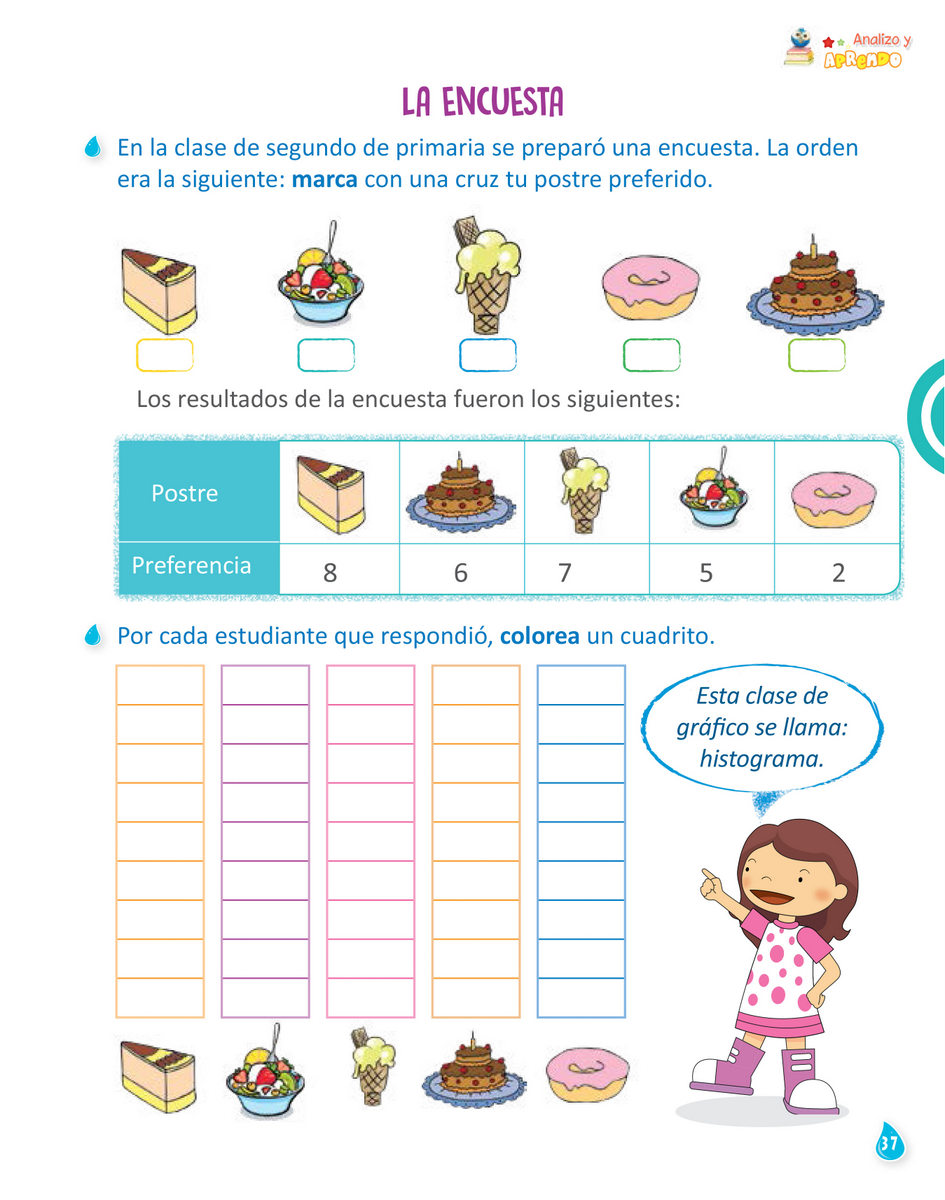 Analizo y
APRENDO
LA ENCUESTA
En la clase de segundo de primaria se preparó una encuesta. La orden
era la siguiente: marca con una cruz tu postre preferido.
Los resultados de la encuesta fueron los siguientes:
Postre
Preferencia 8 6 7 5 2
Por cada estudiante que respondió, colorea un cuadrito.
Esta clase de
gráfico se llama:
histograma.
37